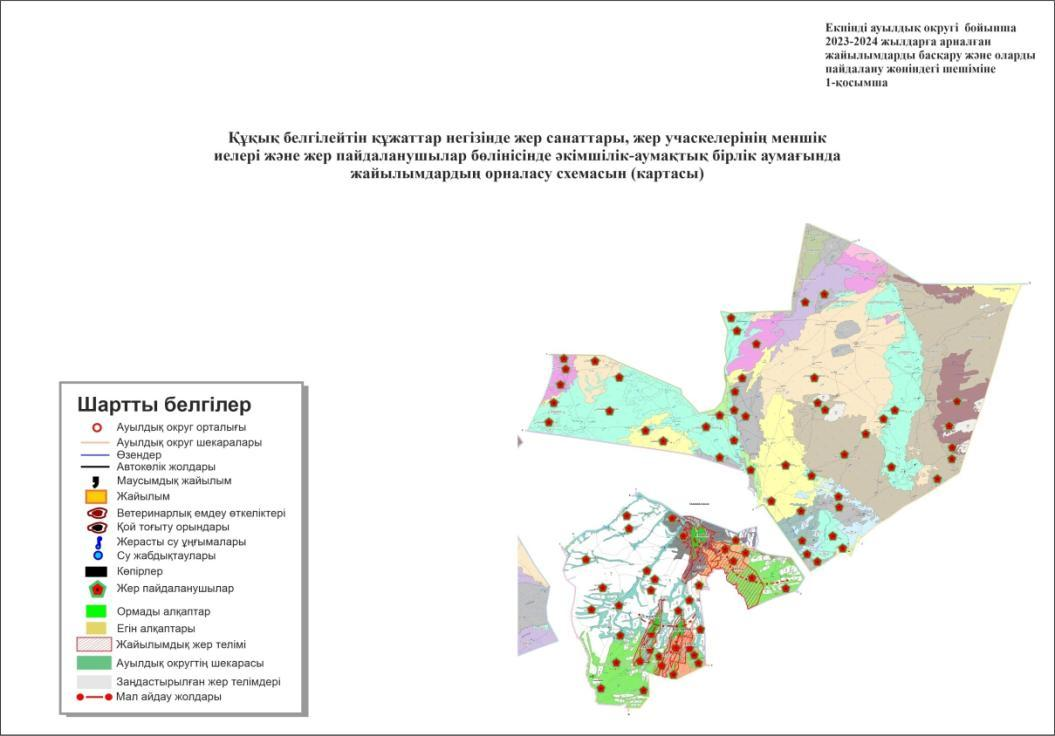 Екпінді ауылдық округі бойынша
2023-2024 жылдарға арналған
жайылымдарды басқару және оларды
пайдалану жөніндегі шешіміне
1-қосымша
Құқық белгілейтін құжаттар негізінде жер санаттары, жер учаскелерінің меншік
иелері және жер пайдаланушылар бөлінісінде әкімшілік-аумақтық бірлік аумағында
жайылымдардың орналасу схемасын (картасы)
Шартты белгілер
Ауылдық округ орталығы
Ауылдық округ шекаралары
Өзендер
Автокөлік жолдары
Маусымдық жайылым
Жайылым
Ветеринарлық емдеу өткеліктері
Қой тоғыту орындары
Жерасты су ұңғымалары
Су жабдықтаулары
Көпірлер
Жер пайдаланушылар
Ормады алқаптар
Егін алқаптары
Жайылымдық жер телімі
Ауылдық округтің шекарасы
Заңдастырылған жер телімдері
Мал айдау жолдары